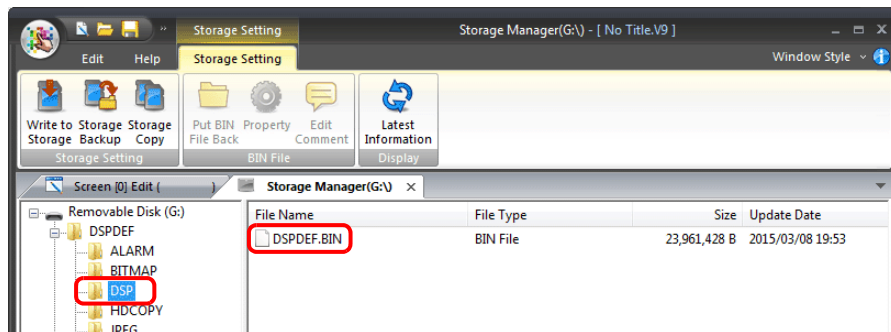 Storage Setting
Storage Manager(G:\) - [ No Title.V9 ]
Edit Help Storage Setting Window Style
Write to Storage
Storage Backup
Storage Copy
Put BIN File Back
Property
Edit Comment
Latest Information
Storage Setting BIN File Display
Screen [0] Edit ( ) Storage Manager(G:\) ×
Removable Disk (G:)
DSPDEF
ALARM
BITMAP
DSP
HDCOPY
JPEG
File Name File Type Size Update Date
DSPDEF.BIN BIN File 23,961,428 B 2015/03/08 19:53